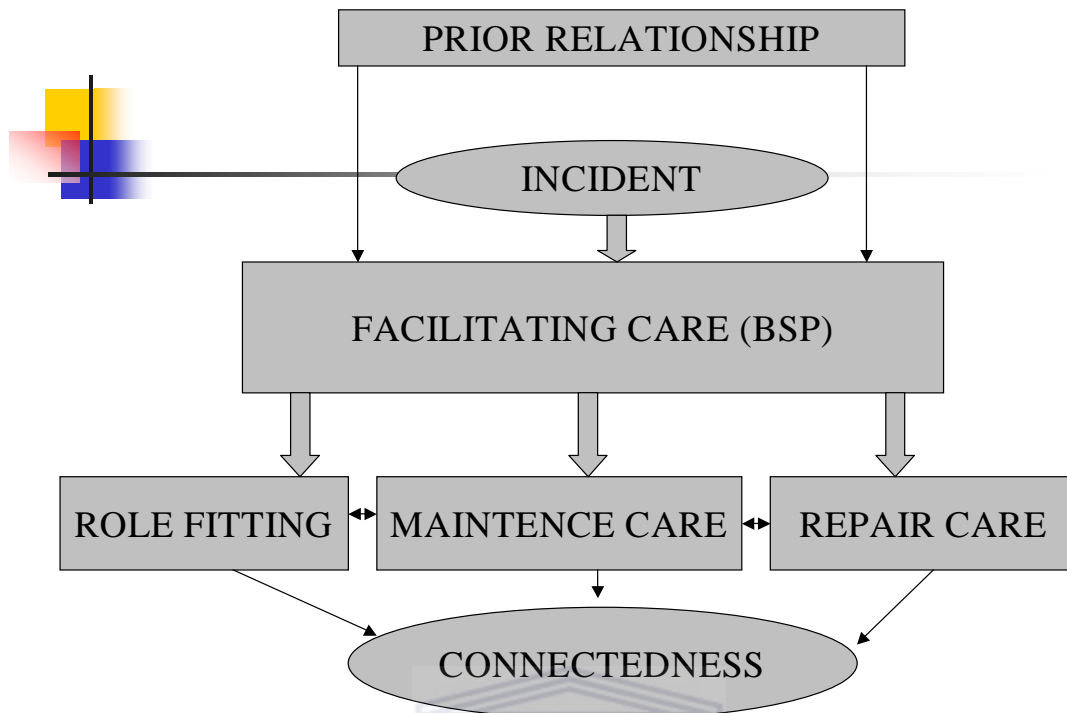 PRIOR RELATIONSHIP
INCIDENT
FACILITATING CARE (BSP)
ROLE FITTING
MAINTENCE CARE
REPAIR CARE
CONNECTEDNESS